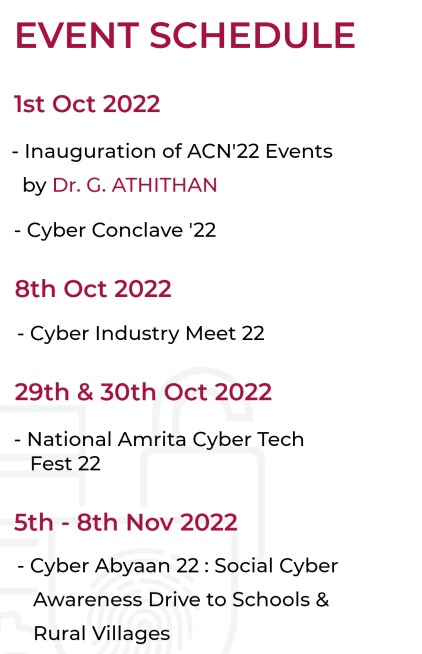 EVENT SCHEDULE
1st Oct 2022
- Inauguration of ACN'22 Events
by Dr. G. ATHITHAN
- Cyber Conclave '22
8th Oct 2022
- Cyber Industry Meet 22
29th & 30th Oct 2022
- National Amrita Cyber Tech
Fest 22
5th - 8th Nov 2022
- Cyber Abyaan 22 : Social Cyber
Awareness Drive to Schools &
Rural Villages